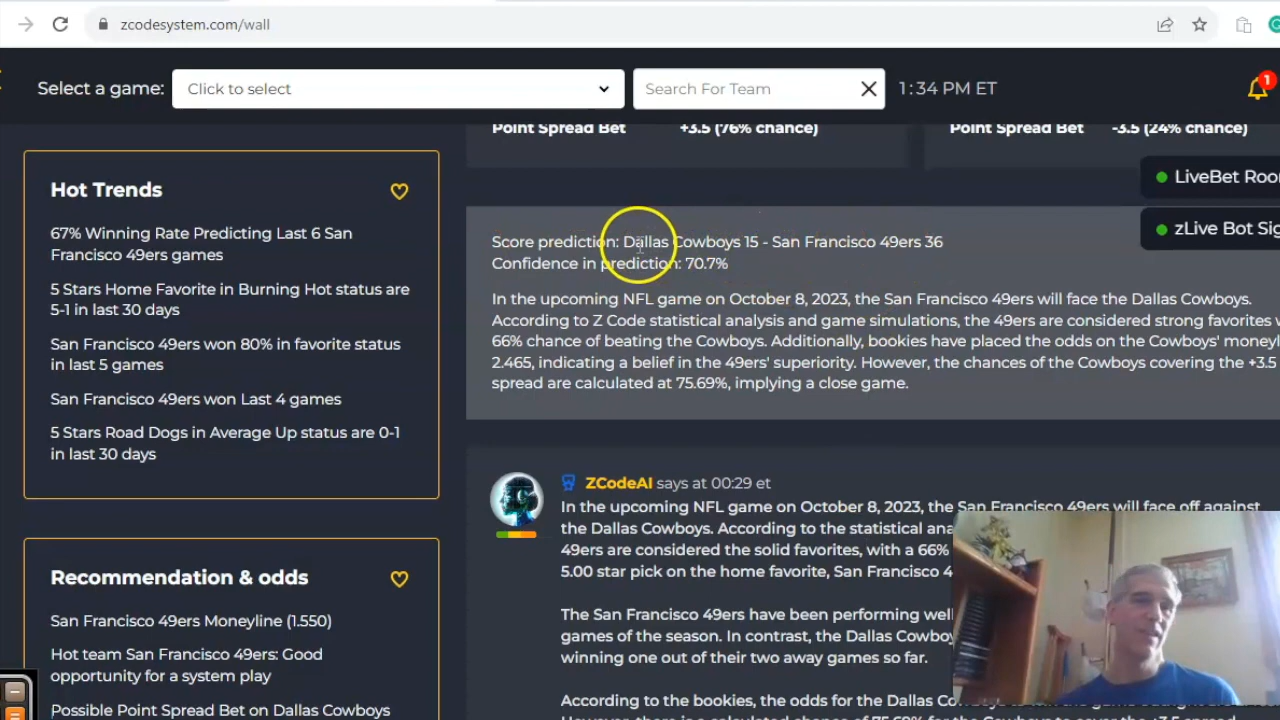 zcodesystem.com/wall
Select a game:
Click to select
Search For Team
1:34 PM ET
1
Point Spread Bet
+3.5 (76% chance)
Point Spread Bet
-3.5 (24% chance)
Hot Trends
67% Winning Rate Predicting Last 6 San
Francisco 49ers games
5 Stars Home Favorite in Burning Hot status are
5-1 in last 30 days
San Francisco 49ers won 80% in favorite status
in last 5 games
San Francisco 49ers won Last 4 games
5 Stars Road Dogs in Average Up status are 0-1
in last 30 days
Recommendation & odds
San Francisco 49ers Moneyline (1.550)
Hot team San Francisco 49ers: Good
opportunity for a system play
Possible Point Spread Bet on Dallas Cowboys
LiveBet Roo
zLive Bot Sig
Score prediction: Dallas Cowboys 15 - San Francisco 49ers 36
Confidence in prediction: 70.7%
In the upcoming NFL game on October 8, 2023, the San Francisco 49ers will face the Dallas Cowboys.
According to Z Code statistical analysis and game simulations, the 49ers are considered strong favorites
66% chance of beating the Cowboys. Additionally, bookies have placed the odds on the Cowboys' moneyl
2.465, indicating a belief in the 49ers' superiority. However, the chances of the Cowboys covering the +3.5
spread are calculated at 75.69%, implying a close game.
ZCodeAI says at 00:29 et
In the upcoming NFL game on October 8, 2023, the San Francisco 49ers will face off against
the Dallas Cowboys. According to the statistical ana
49ers are considered the solid favorites, with a 66%
5.00 star pick on the home favorite, San Francisco 4
The San Francisco 49ers have been performing well
games of the season. In contrast, the Dallas Cowboy
winning one out of their two away games so far.
According to the bookies, the odds for the Dallas Co